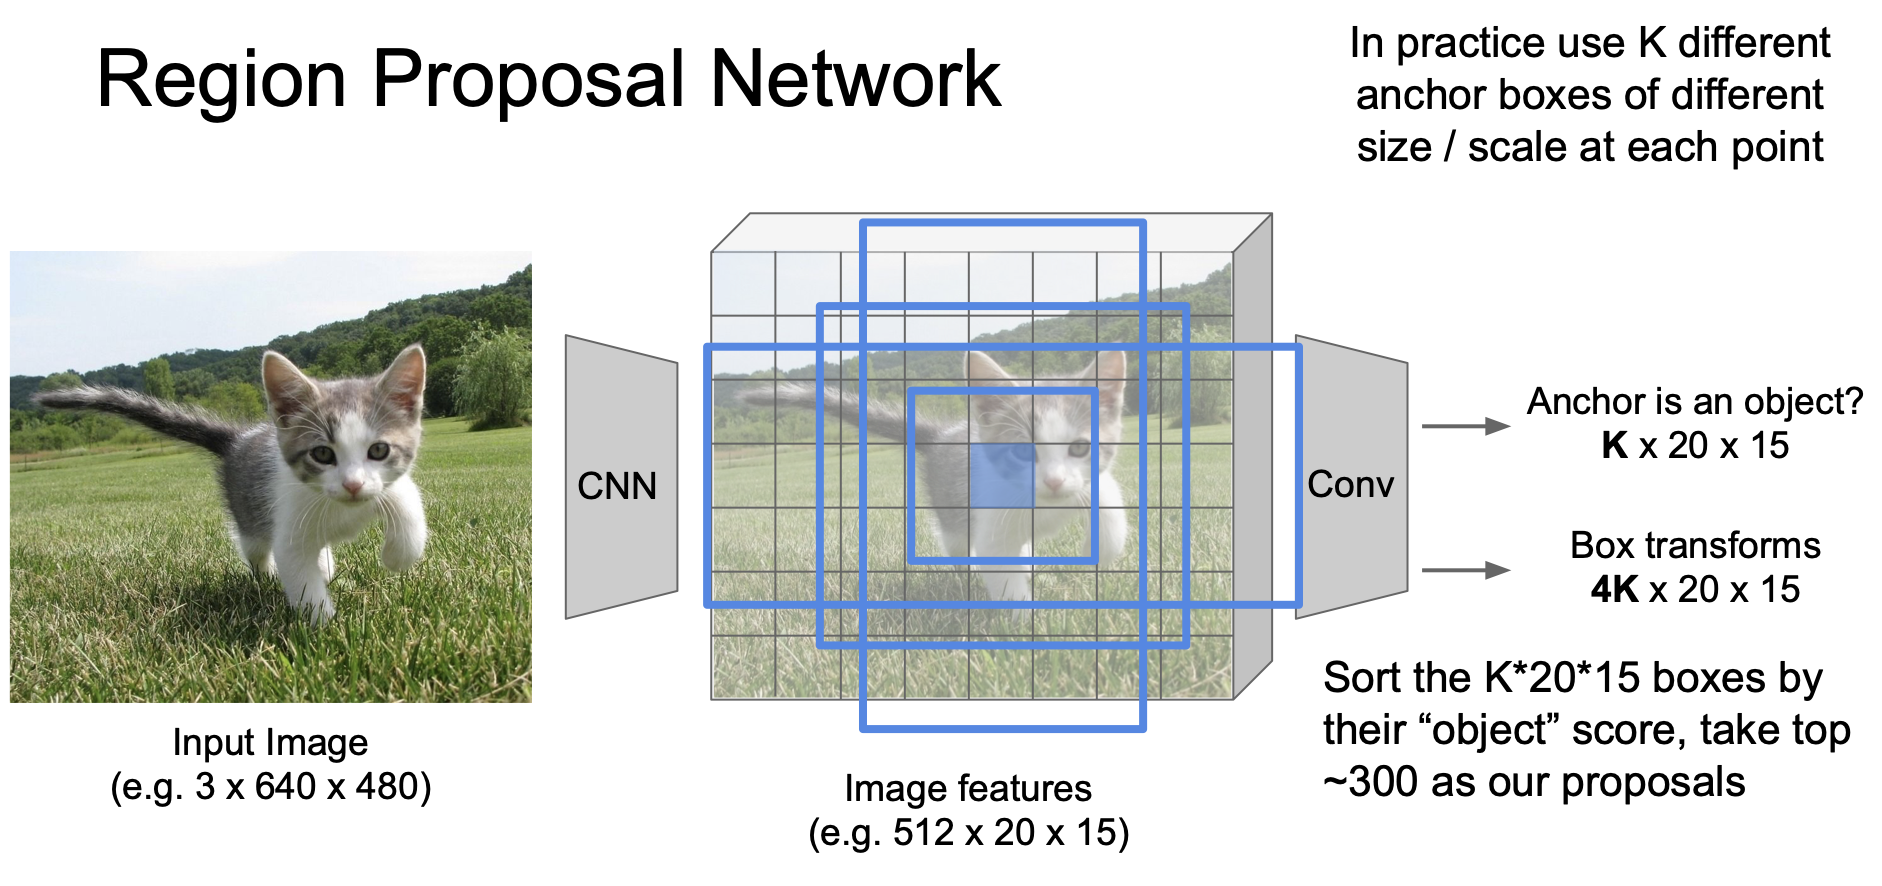 Region Proposal Network
In practice use K different
anchor boxes of different
size / scale at each point
CNN
Conv
Anchor is an object?
K x 20 x 15
Box transforms
4K x 20 x 15
Input Image
(e.g. 3 x 640 x 480)
Image features
(e.g. 512 x 20 x 15)
Sort the K*20*15 boxes by
their “object” score, take top
~300 as our proposals